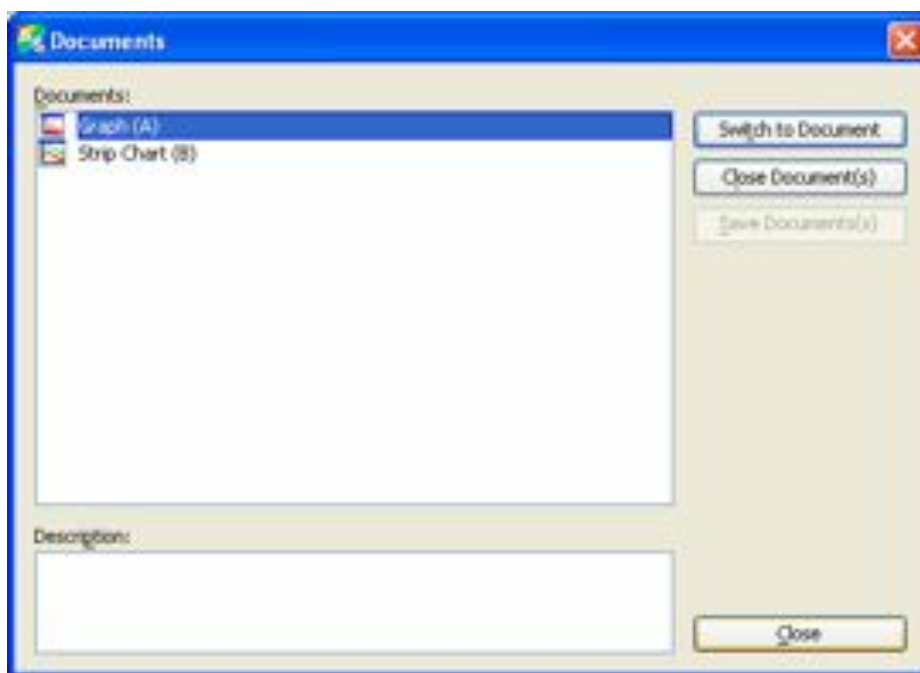 Documents
Documents:
Graph (A)
Strip Chart (B)
Switch to Document
Close Document(s)
Save Documents(s)
Description:
Close